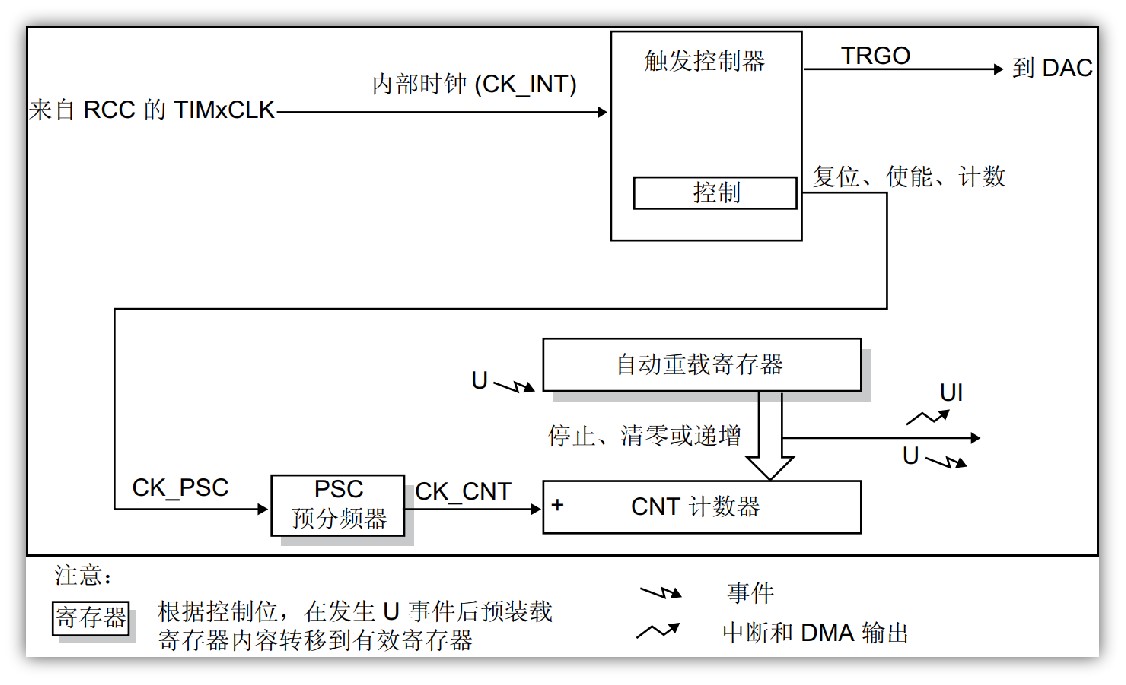 触发控制器
TRGO
到 DAC
内部时钟 (CK_INT)
来自 RCC 的 TIMxCLK
控制
复位、使能、计数
自动重载寄存器
U
UI
停止、清零或递增
U
CK_PSC
PSC
预分频器
CK_CNT
+
CNT 计数器
注意：
寄存器
根据控制位，在发生 U 事件后预装载
寄存器内容转移到有效寄存器
事件
中断和 DMA 输出